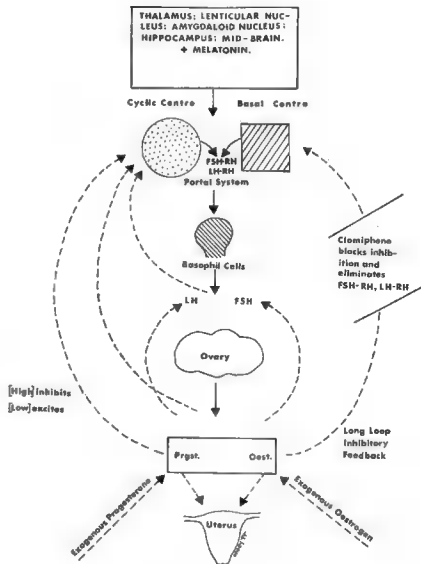 THALAMUS: LENTICULAR NUC-
LEUS: AMYGDALOID NUCLEUS:
HIPPOCAMPUS: MID-BRAIN.
+ MELATONIN.
Cyclic Centre
Basal Centre
FSH-RH
LH-RH
Portal System
Basophil Cells
Clomiphene
blocks inhib-
ition and
eliminates
FSH-RH, LH-RH
LH
FSH
Ovary
[High] inhibits
[Low] excites
Long Loop
Inhibitory
Feedback
Prgst.
Oest.
Exogenous Progesterone
Exogenous Oestrogen
Uterus